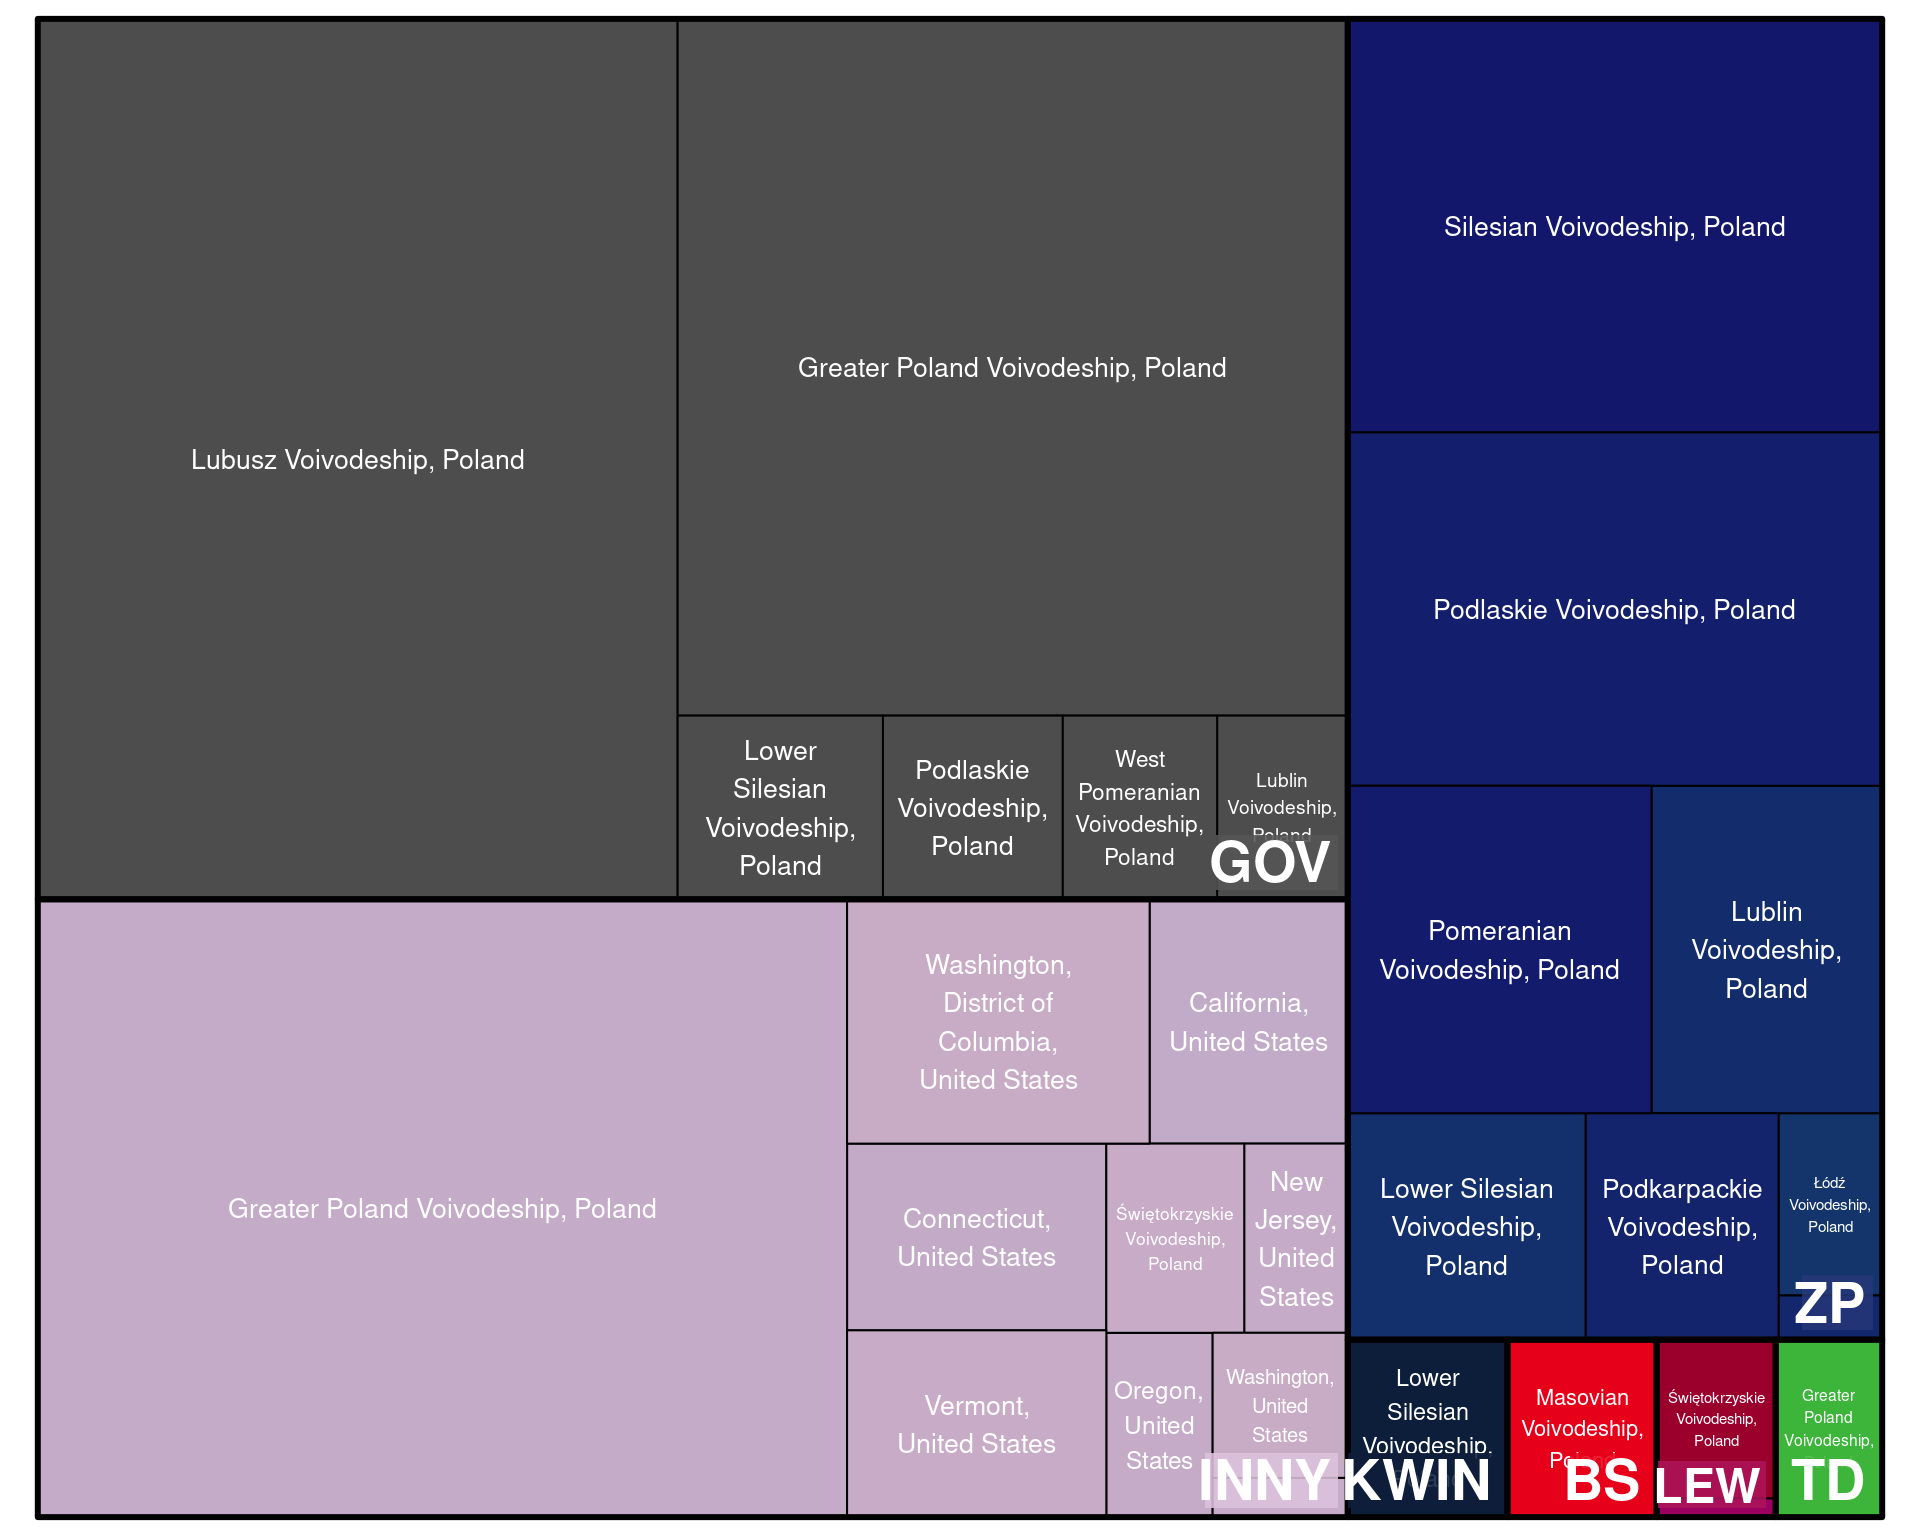 Lubusz Voivodeship, Poland
Greater Poland Voivodeship, Poland
Lower
Silesian
Voivodeship,
Poland
Podlaskie
Voivodeship,
Poland
West
Pomeranian
Voivodeship,
Poland
Lublin
Voivodeship,
Poland
GOV
Greater Poland Voivodeship, Poland
Washington,
District of
Columbia,
United States
California,
United States
Connecticut,
United States
Świętokrzyskie
Voivodeship,
Poland
New
Jersey,
United
States
Vermont,
United States
Oregon,
United
States
Washington,
United
States
INNY
Silesian Voivodeship, Poland
Podlaskie Voivodeship, Poland
Pomeranian
Voivodeship, Poland
Lublin
Voivodeship,
Poland
Lower Silesian
Voivodeship,
Poland
Podkarpackie
Voivodeship,
Poland
Łódź
Voivodeship,
Poland
ZP
Lower
Silesian
Voivodeship,
KWIN
Masovian
Voivodeship,
BS
Świętokrzyskie
Voivodeship,
Poland
LEW
Greater
Poland
Voivodeship,
TD